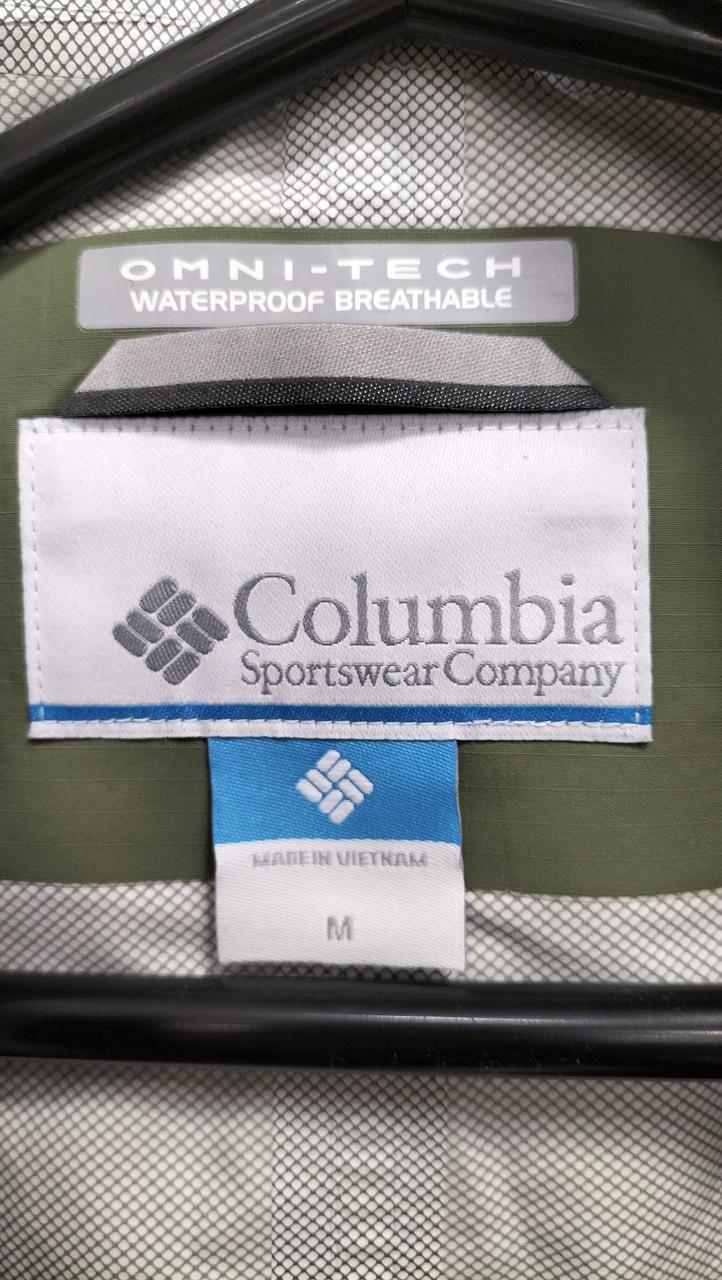 OMNI-TECH
WATERPROOF BREATHABLE
Columbia
Sportswear Company
MADE IN VIETNAM
M